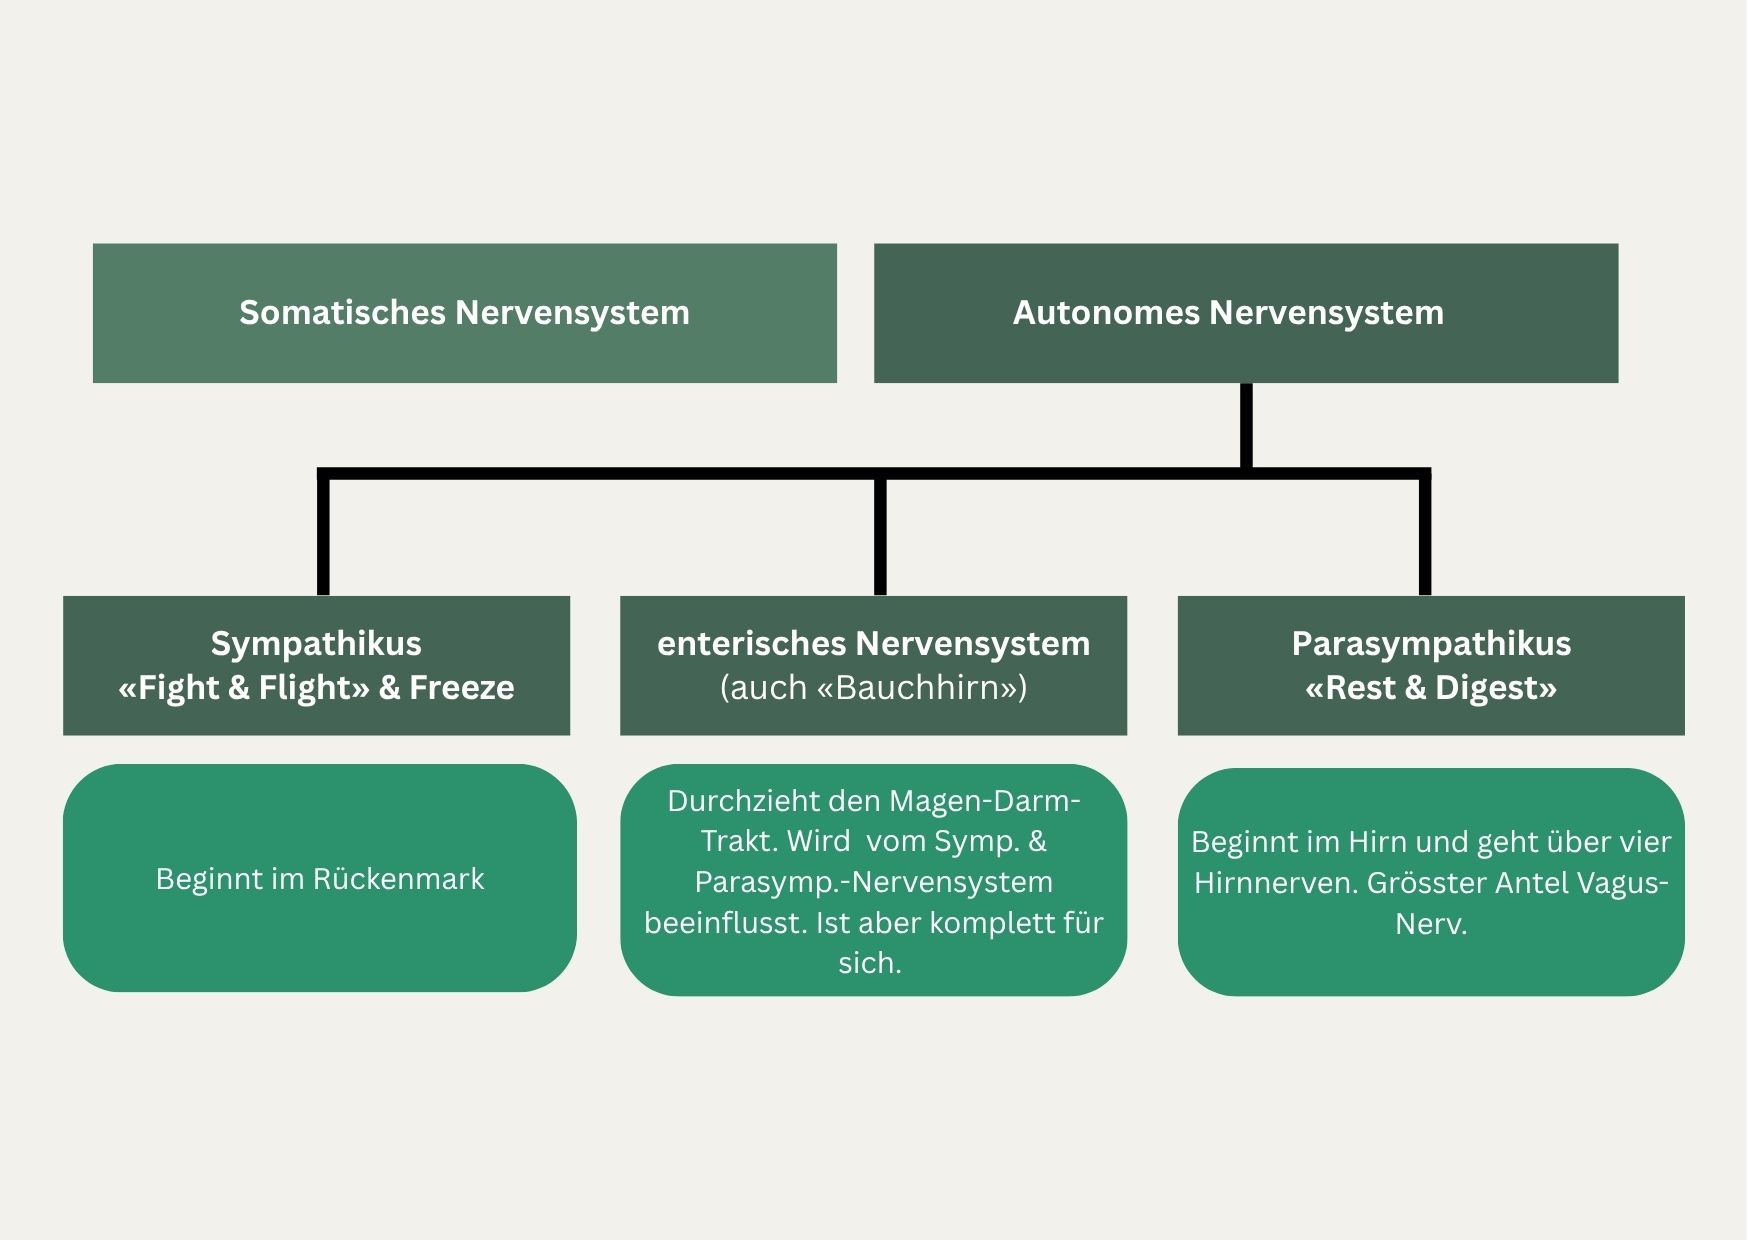 Somatisches Nervensystem
Autonomes Nervensystem
Sympathikus
«Fight & Flight» & Freeze
enterisches Nervensystem
(auch «Bauchhirn»)
Parasympathikus
«Rest & Digest»
Beginnt im Rückenmark
Durchzieht den Magen-Darm-
Trakt. Wird  vom Symp. &
Parasymp.-Nervensystem
beeinflusst. Ist aber komplett für
sich.
Beginnt im Hirn und geht über vier
Hirnnerven. Grösster Antel Vagus-
Nerv.